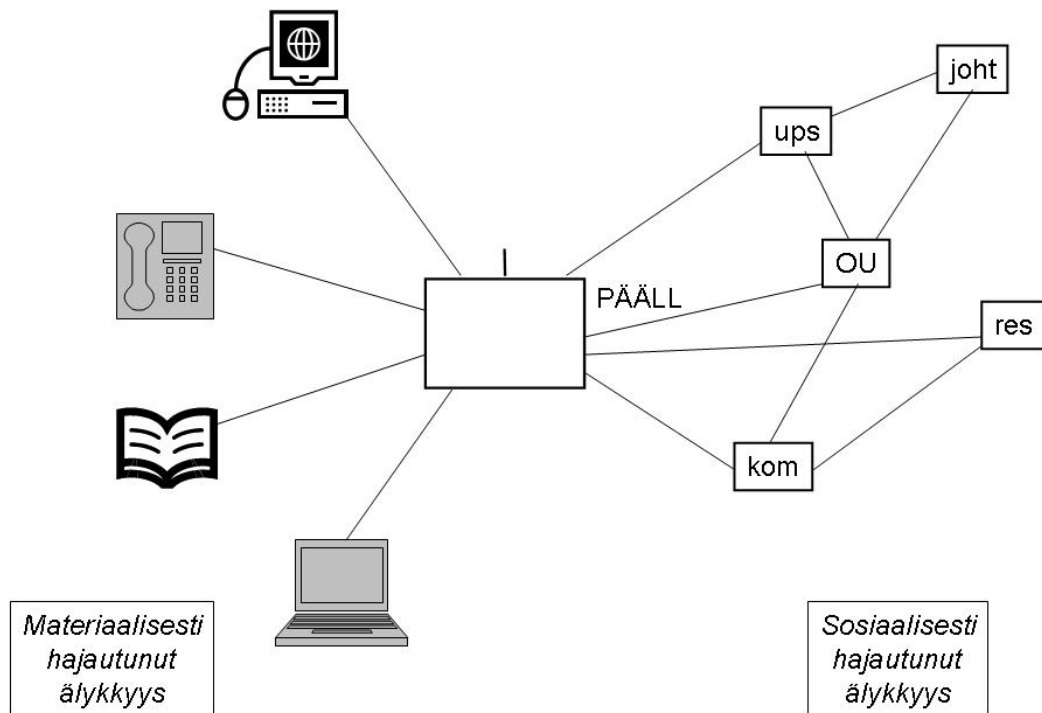 joht
ups
OU
PÄÄLL
res
kom
Materiaalisesti
hajautunut
älykkyys
Sosiaalisesti
hajautunut
älykkyys